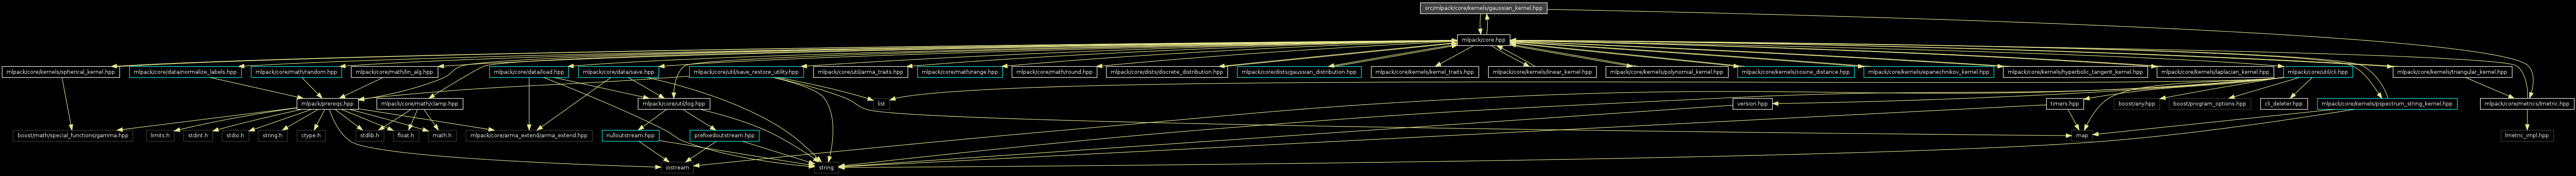 src/mlpack/core/kernels/gaussian_kernel.hpp
mlpack/core.hpp
mlpack/core/kernels/spherical_kernel.hpp
mlpack/core/data/normalize_labels.hpp
mlpack/core/math/random.hpp
mlpack/core/math/lin_alg.hpp
mlpack/core/data/load.hpp
mlpack/core/data/save.hpp
mlpack/core/util/save_restore_utility.hpp
mlpack/core/util/arma_traits.hpp
mlpack/core/math/range.hpp
mlpack/core/math/round.hpp
mlpack/core/dists/discrete_distribution.hpp
mlpack/core/dists/gaussian_distribution.hpp
mlpack/core/kernels/kernel_traits.hpp
mlpack/core/kernels/linear_kernel.hpp
mlpack/core/kernels/polynomial_kernel.hpp
mlpack/core/kernels/cosine_distance.hpp
mlpack/core/kernels/epanechnikov_kernel.hpp
mlpack/core/kernels/hyperbolic_tangent_kernel.hpp
mlpack/core/kernels/laplacian_kernel.hpp
mlpack/core/util/cli.hpp
mlpack/core/kernels/triangular_kernel.hpp
mlpack/prereqs.hpp
mlpack/core/math/clamp.hpp
mlpack/core/util/log.hpp
list
version.hpp
timers.hpp
boost/any.hpp
boost/program_options.hpp
cli_deleter.hpp
mlpack/core/kernels/pspectrum_string_kernel.hpp
mlpack/core/metrics/lmetric.hpp
boost/math/special_functions/gamma.hpp
limits.h
stdint.h
stdio.h
string.h
ctype.h
stdlib.h
float.h
math.h
mlpack/core/arma_extend/arma_extend.hpp
nulloutstream.hpp
prefixedoutstream.hpp
map
lmetric_impl.hpp
iostream
string